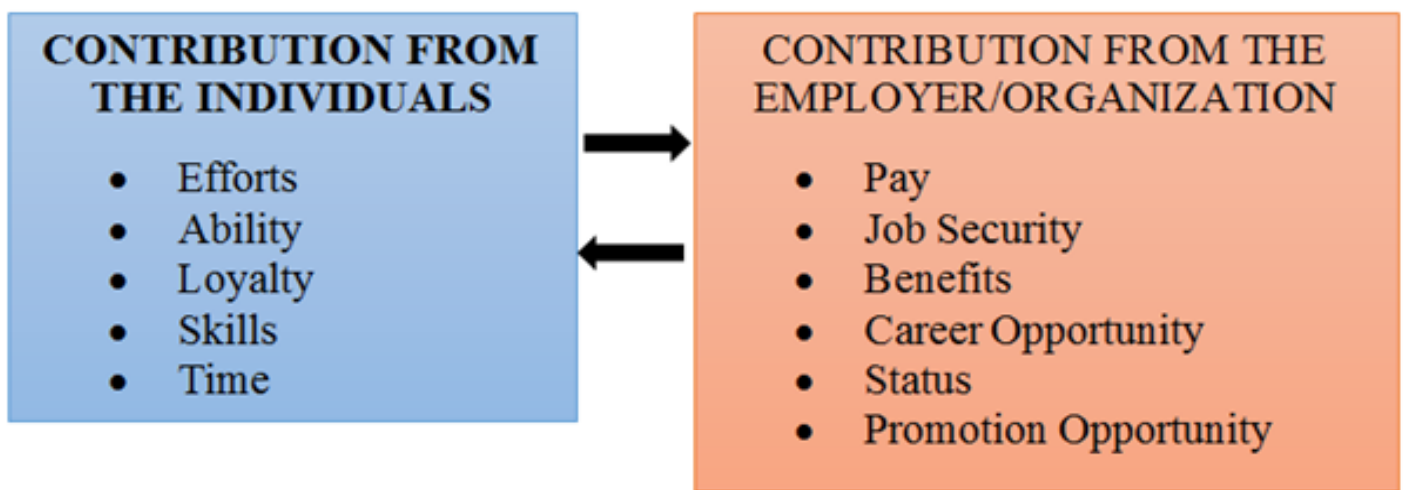 CONTRIBUTION FROM
THE INDIVIDUALS
• Efforts
• Ability
• Loyalty
• Skills
• Time
CONTRIBUTION FROM THE
EMPLOYER/ORGANIZATION
• Pay
• Job Security
• Benefits
• Career Opportunity
• Status
• Promotion Opportunity